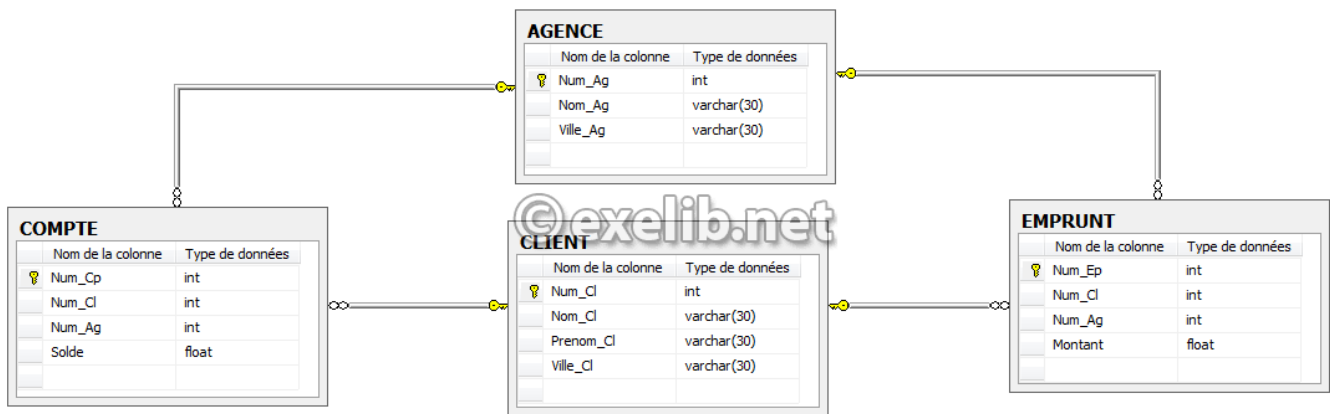 AGENCE
Nom de la colonne Type de données
Num_Ag int
Nom_Ag varchar(30)
Ville_Ag varchar(30)
©exelib.net
COMPTE
Nom de la colonne Type de données
Num_Cp int
Num_Cl int
Num_Ag int
Solde float
CLIENT
Nom de la colonne Type de données
Num_Cl int
Nom_Cl varchar(30)
Prenom_Cl varchar(30)
Ville_Cl varchar(30)
EMPRUNT
Nom de la colonne Type de données
Num_Ep int
Num_Cl int
Num_Ag int
Montant float